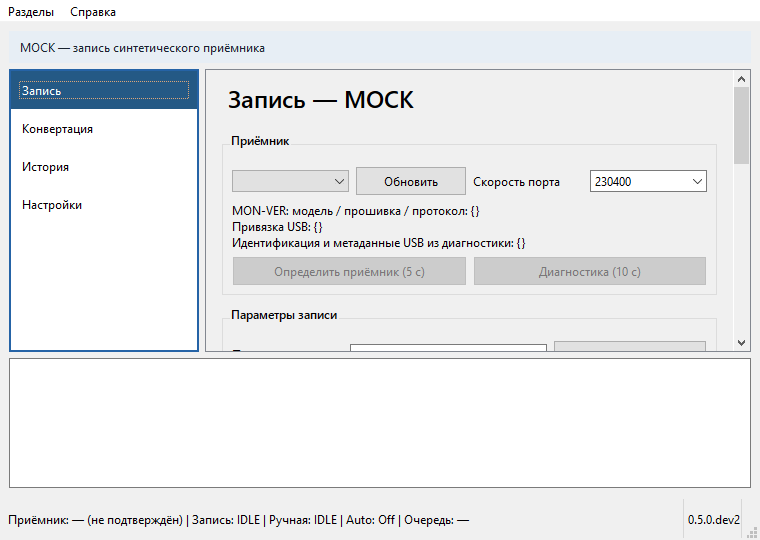 Разделы Справка
МОСК — запись синтетического приёмника
Запись
Конвертация
История
Настройки
Запись — МОСК
Приёмник
Обновить Скорость порта 230400
MON-VER: модель / прошивка / протокол: {}
Привязка USB: {}
Идентификация и метаданные USB из диагностики: {}
Определить приёмник (5 с) Диагностика (10 с)
Параметры записи
Приёмник: — (не подтверждён) | Запись: IDLE | Ручная: IDLE | Auto: Off | Очередь: —
0.5.0.dev2